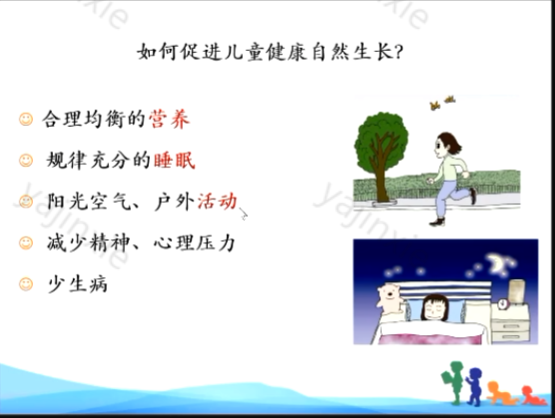 如何促进儿童健康自然生长?
合理均衡的营养
规律充分的睡眠
阳光空气、户外活动
减少精神、心理压力
少生病
yajinxie
yajinxie